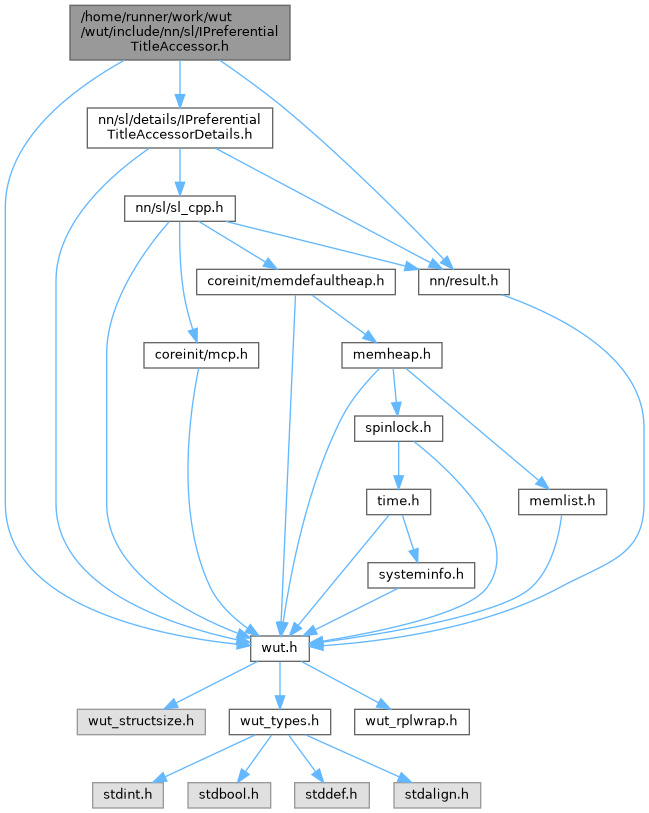 /home/runner/work/wut
/wut/include/nn/sl/IPreferential
TitleAccessor.h
nn/sl/details/IPreferential
TitleAccessorDetails.h
nn/sl/sl_cpp.h
coreinit/memdefaultheap.h
nn/result.h
coreinit/mcp.h
memheap.h
spinlock.h
time.h
memlist.h
systeminfo.h
wut.h
wut_structsize.h
wut_types.h
wut_rplwrap.h
stdint.h
stdbool.h
stddef.h
stdalign.h